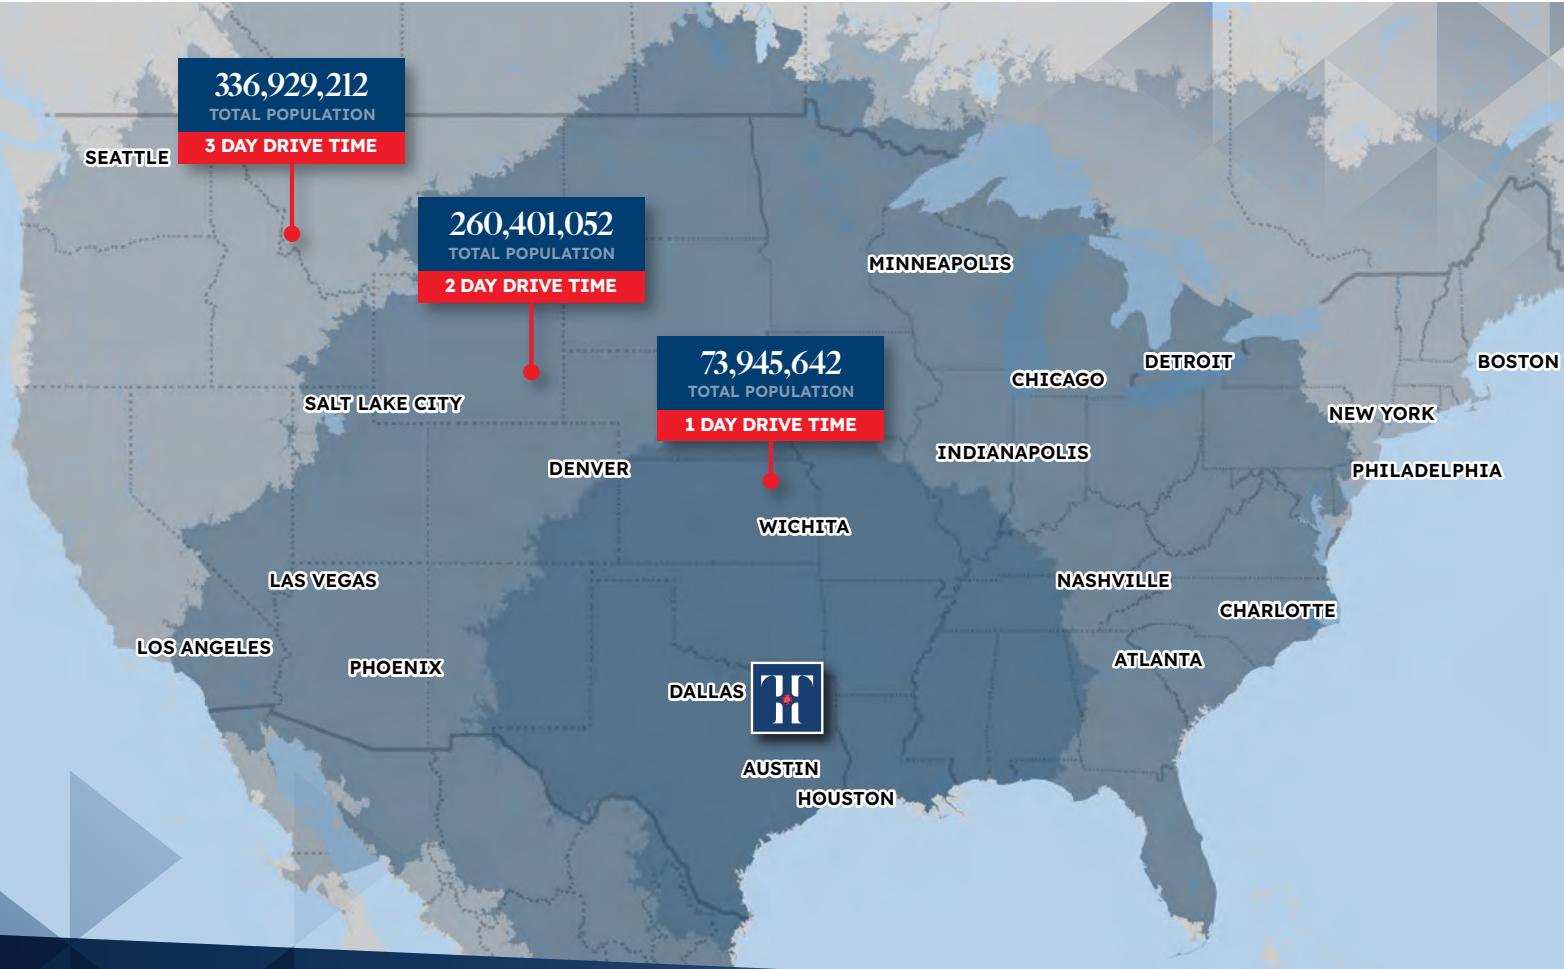 336,929,212
TOTAL POPULATION
3 DAY DRIVE TIME
SEATTLE
260,401,052
TOTAL POPULATION
2 DAY DRIVE TIME
MINNEAPOLIS
73,945,642
TOTAL POPULATION
1 DAY DRIVE TIME
DETROIT
BOSTON
CHICAGO
SALT LAKE CITY
NEW YORK
INDIANAPOLIS
DENVER
PHILADELPHIA
WICHITA
LAS VEGAS
NASHVILLE
CHARLOTTE
LOS ANGELES
PHOENIX
ATLANTA
DALLAS
AUSTIN
HOUSTON